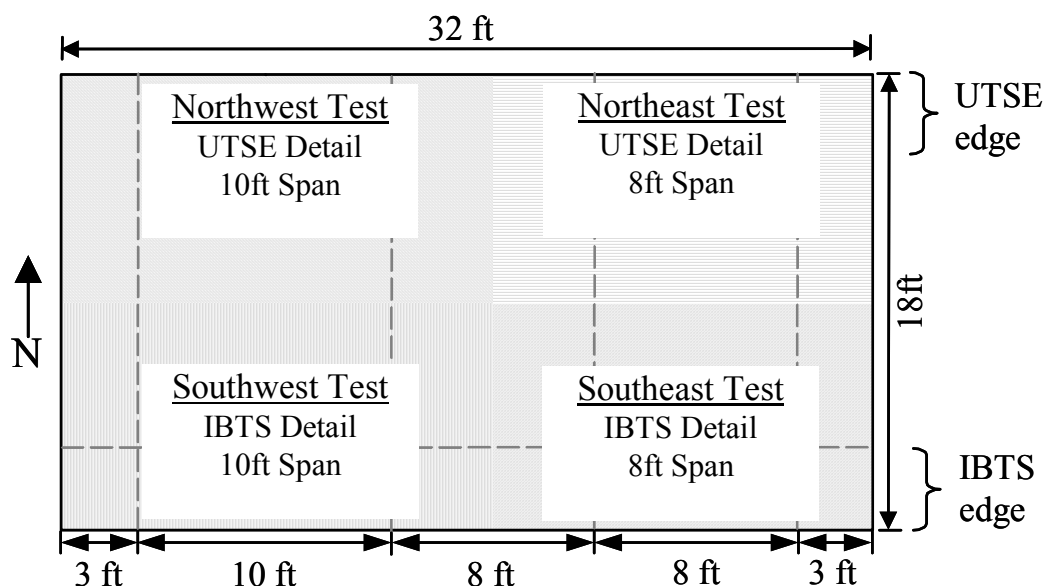 32 ft
Northwest Test
UTSE Detail
10ft Span
Northeast Test
UTSE Detail
8ft Span
UTSE
edge
18ft
N
Southwest Test
IBTS Detail
10ft Span
Southeast Test
IBTS Detail
8ft Span
IBTS
edge
3 ft
10 ft
8 ft
8 ft
3 ft